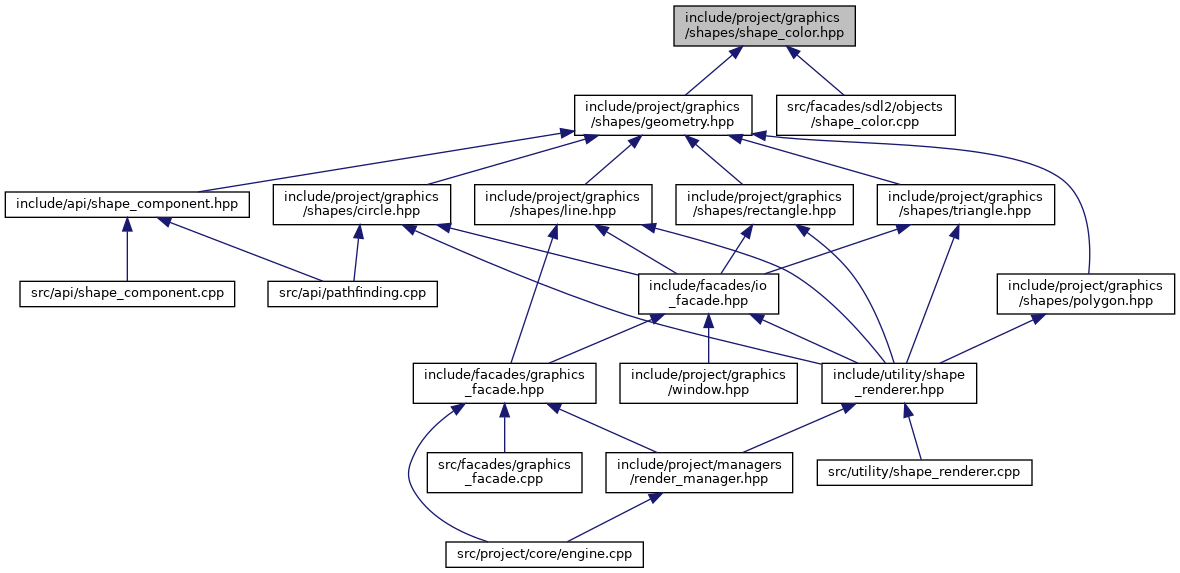 include/project/graphics
/shapes/shape_color.hpp
include/project/graphics
/shapes/geometry.hpp
src/facades/sdl2/objects
/shape_color.cpp
include/api/shape_component.hpp
include/project/graphics
/shapes/circle.hpp
include/project/graphics
/shapes/line.hpp
include/project/graphics
/shapes/rectangle.hpp
include/project/graphics
/shapes/triangle.hpp
src/api/shape_component.cpp
src/api/pathfinding.cpp
include/facades/io
_facade.hpp
include/project/graphics
/shapes/polygon.hpp
include/facades/graphics
_facade.hpp
include/project/graphics
/window.hpp
include/utility/shape
_renderer.hpp
src/facades/graphics
_facade.cpp
include/project/managers
/render_manager.hpp
src/utility/shape_renderer.cpp
src/project/core/engine.cpp